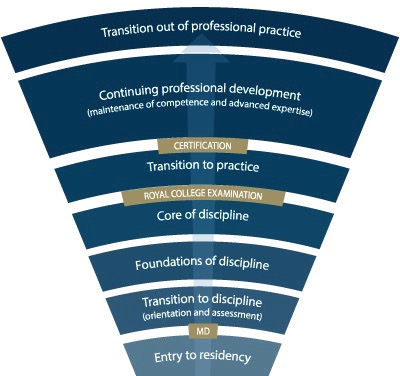 Transition out of professional practice
Continuing professional development
(maintenance of competence and advanced expertise)
CERTIFICATION
Transition to practice
ROYAL COLLEGE EXAMINATION
Core of discipline
Foundations of discipline
Transition to discipline
(orientation and assessment)
MD
Entry to residency